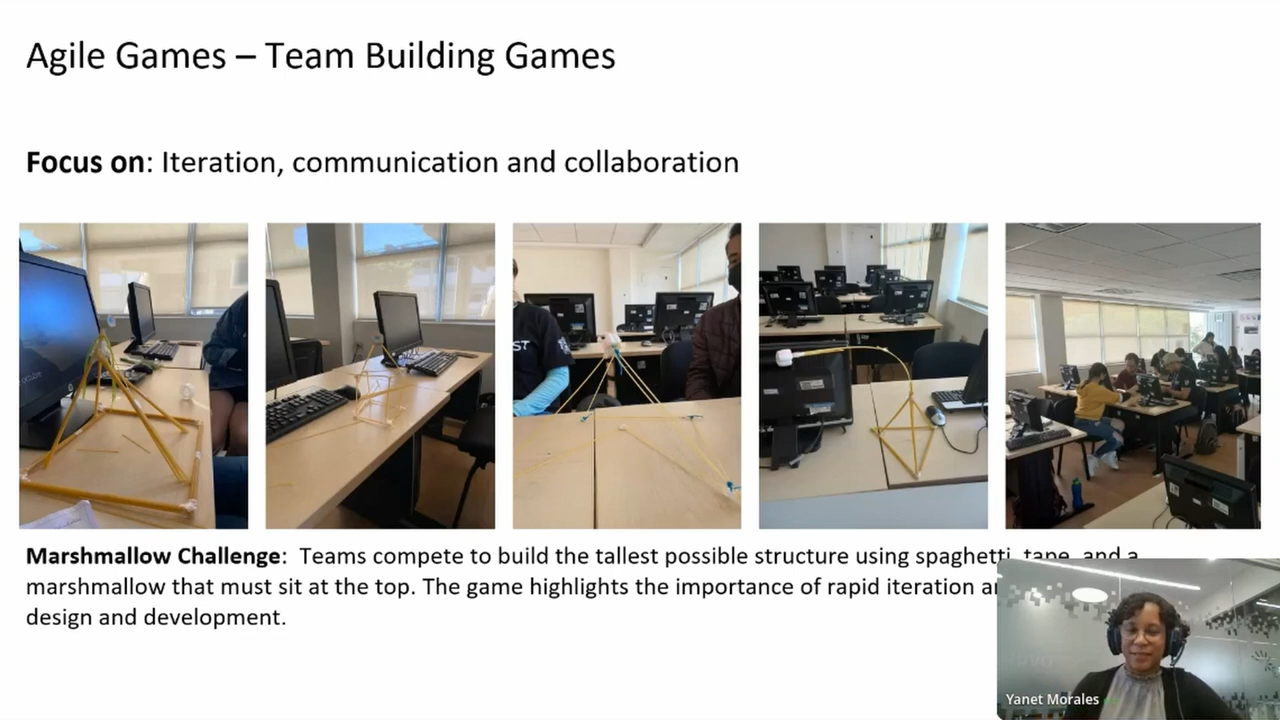 Agile Games – Team Building Games
Focus on: Iteration, communication and collaboration
ST
Marshmallow Challenge:  Teams compete to build the tallest possible structure using spaghetti, tape, and a
marshmallow that must sit at the top. The game highlights the importance of rapid iteration
design and development.
Yanet Morales